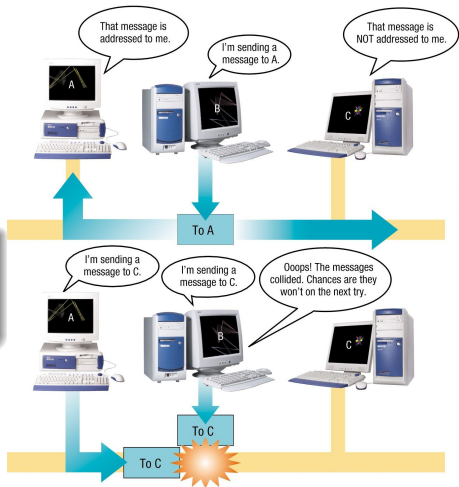 That message is
addressed to me.
I'm sending a
message to A.
That message is
NOT addressed to me.
A
B
C
To A
I'm sending a
message to C.
I'm sending a
message to C.
Ooops! The messages
collided. Chances are they
won't on the next try.
A
B
C
To C
To C